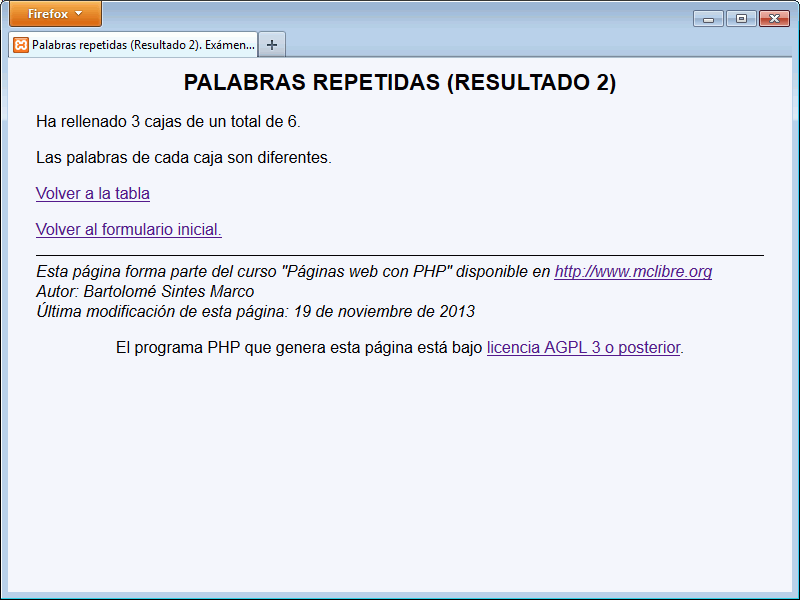 Firefox
Palabras repetidas (Resultado 2). Exámen...
PALABRAS REPETIDAS (RESULTADO 2)
Ha rellenado 3 cajas de un total de 6.
Las palabras de cada caja son diferentes.
Volver a la tabla
Volver al formulario inicial.
Esta página forma parte del curso "Páginas web con PHP" disponible en http://www.mclibre.org
Autor: Bartolomé Sintes Marco
Última modificación de esta página: 19 de noviembre de 2013
El programa PHP que genera esta página está bajo licencia AGPL 3 o posterior.